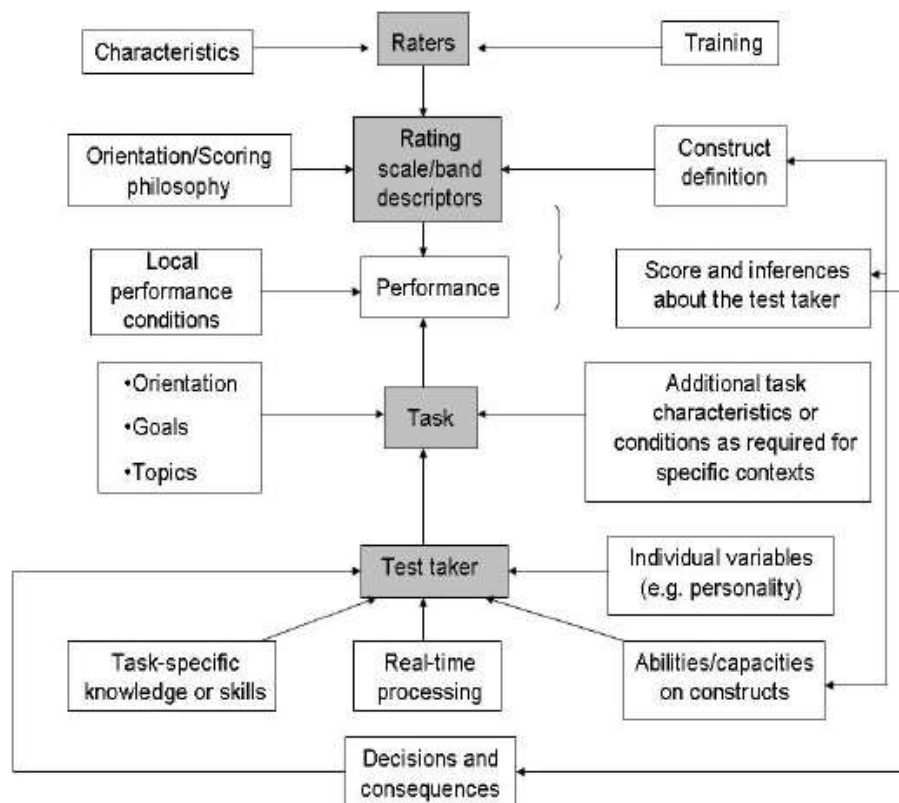 Characteristics
Raters
Training
Orientation/Scoring
philosophy
Rating
scale/band
descriptors
Construct
definition
Local
performance
conditions
Performance
Score and inferences
about the test taker
•Orientation
•Goals
•Topics
Task
Additional task
characteristics or
conditions as required for
specific contexts
Test taker
Individual variables
(e.g. personality)
Task-specific
knowledge or skills
Real-time
processing
Abilities/capacities
on constructs
Decisions and
consequences